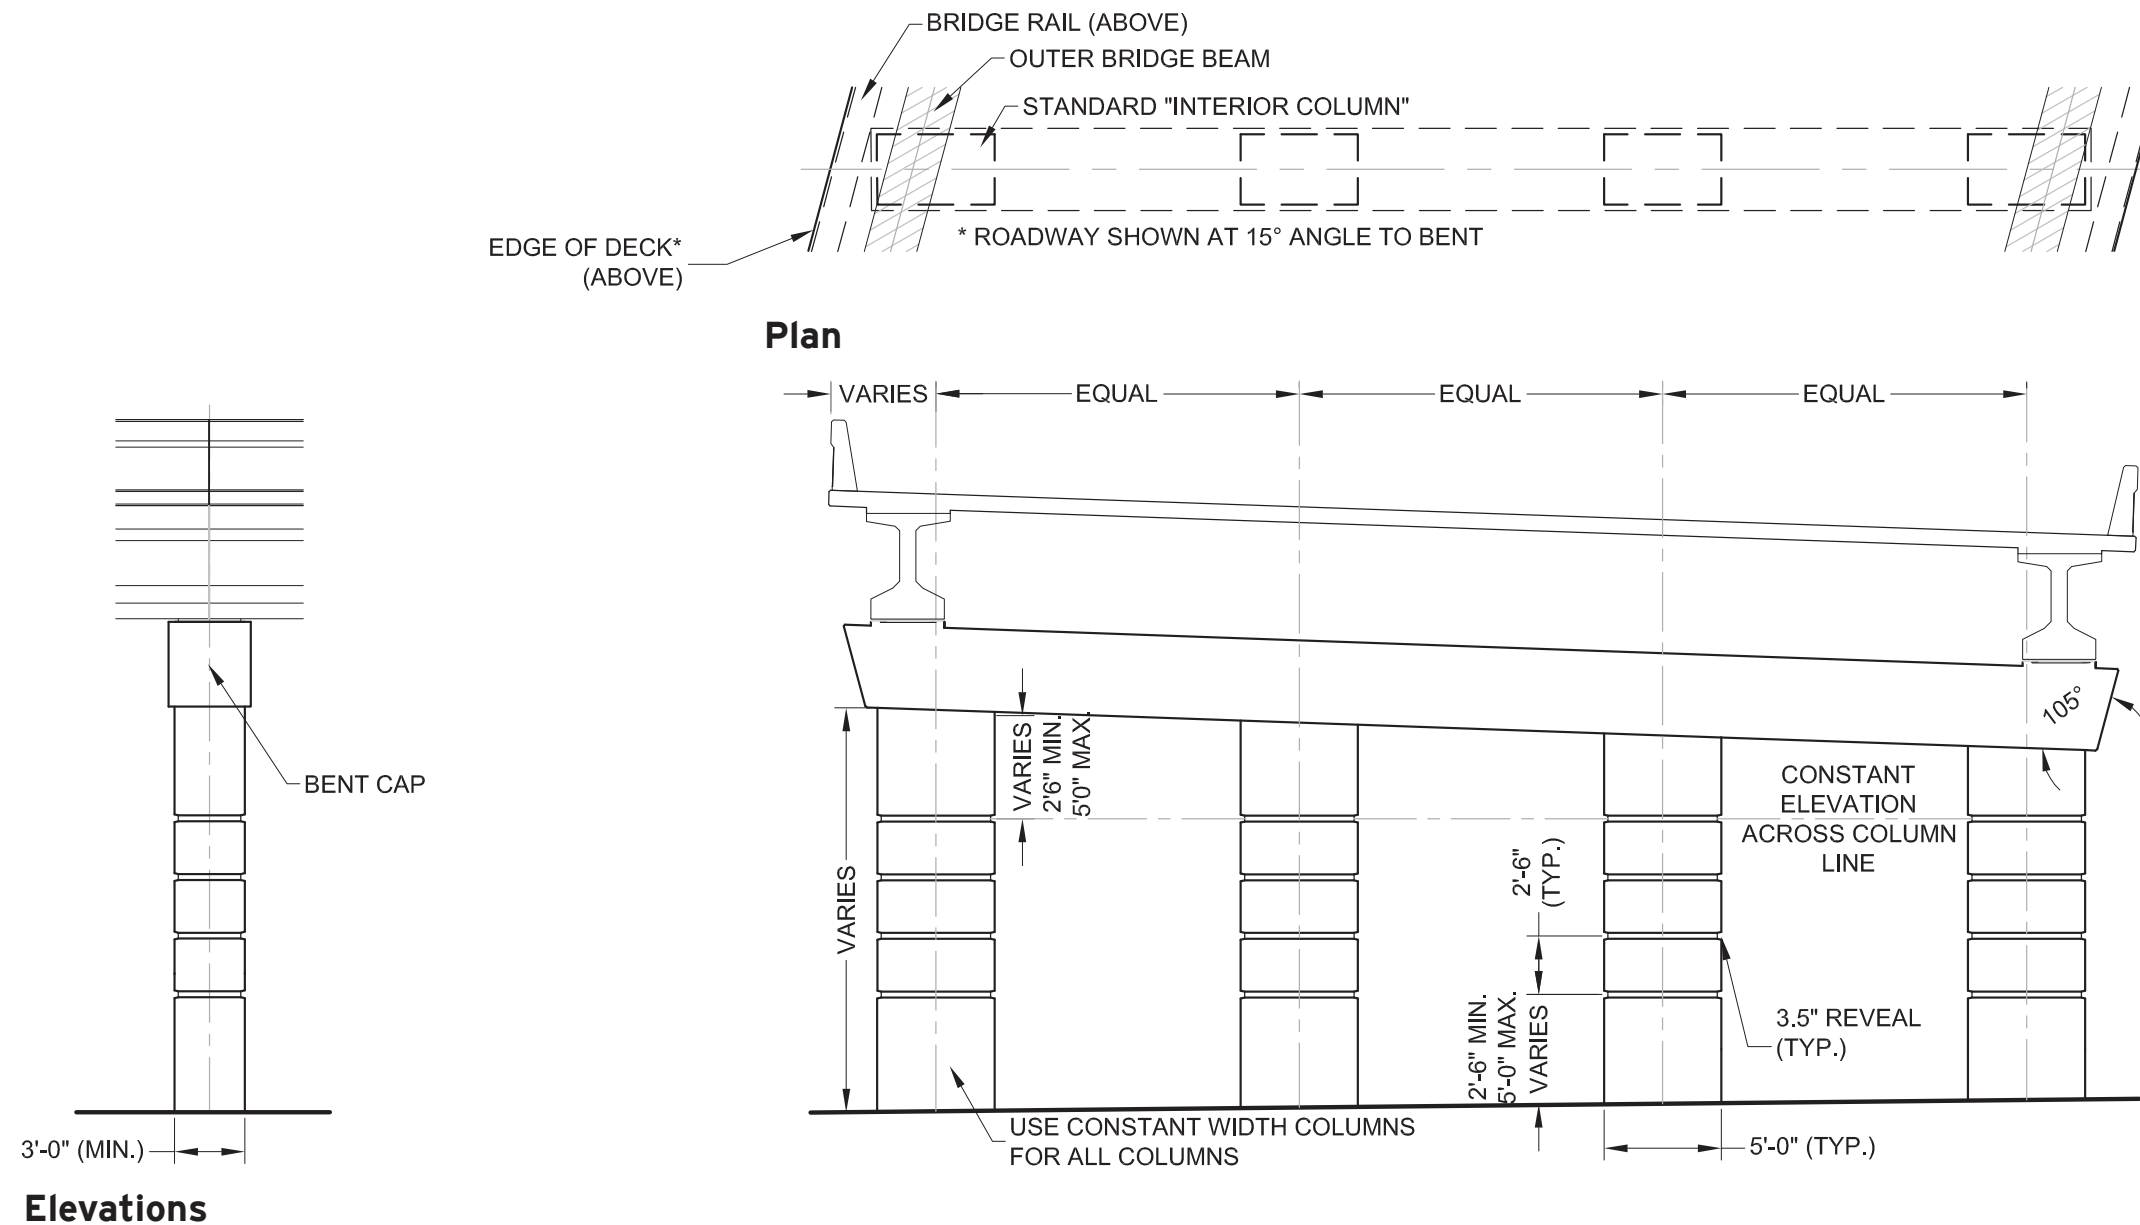 BRIDGE RAIL (ABOVE)
OUTER BRIDGE BEAM
STANDARD "INTERIOR COLUMN"
EDGE OF DECK*
(ABOVE)
* ROADWAY SHOWN AT 15° ANGLE TO BENT
Plan
VARIES
EQUAL
EQUAL
EQUAL
BENT CAP
VARIES
VARIES
2'6" MIN.
5'0" MAX.
105°
CONSTANT
ELEVATION
ACROSS COLUMN
LINE
2'-6"
(TYP.)
2'-6" MIN.
5'-0" MAX.
VARIES
3.5" REVEAL
(TYP.)
USE CONSTANT WIDTH COLUMNS
FOR ALL COLUMNS
5'-0" (TYP.)
3'-0" (MIN.)
Elevations